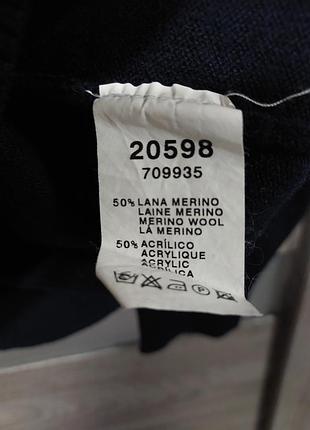 20598
709935
50% LANA MERINO
LAINE MERINO
MERINO WOOL
LÃ MERINO
50% ACRÍLICO
ACRYLIQUE
ACRYLIC